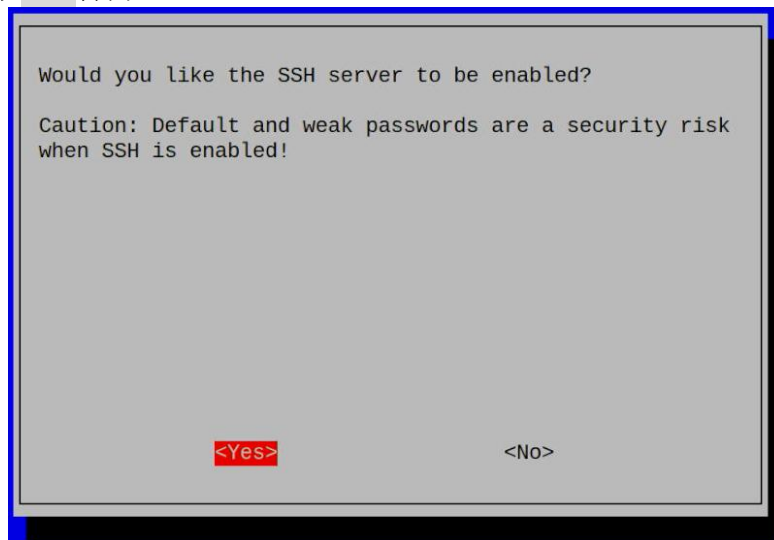 Would you like the SSH server to be enabled?
Caution: Default and weak passwords are a security risk
when SSH is enabled!
<Yes> <No>